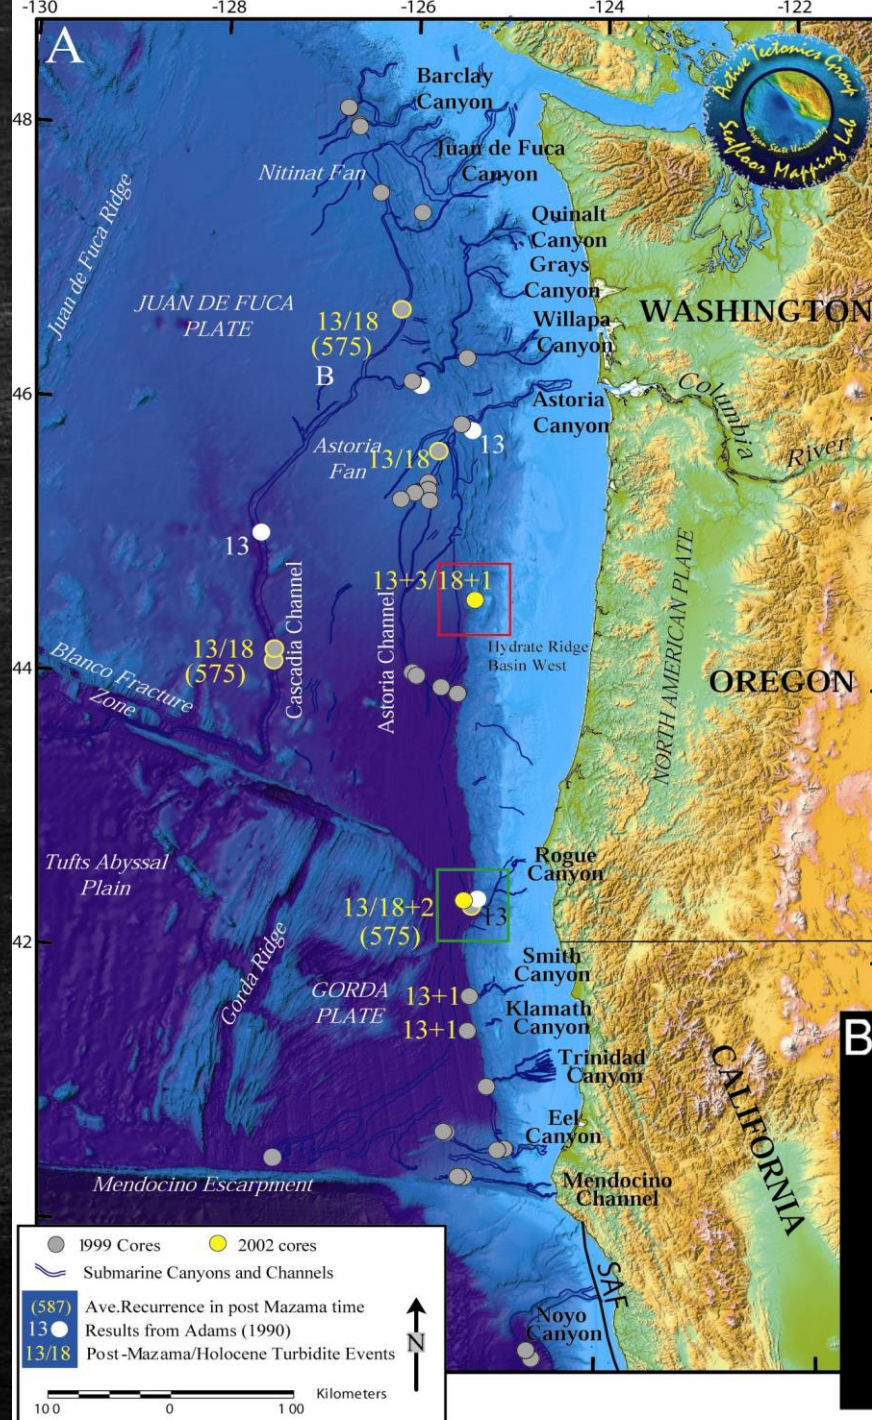 -130
-128
-126
-124
-122
A
48
46
44
42
Active Tectonics Group
Oregon State University
Seafloor Mapping Lab
Barclay
Canyon
Juan de Fuca
Canyon
Nitinat Fan
Quinalt
Canyon
Grays
Canyon
Juan de Fuca Ridge
JUAN DE FUCA
PLATE
13/18
(575)
Willapa
Canyon
WASHINGTON
B
Astoria
Canyon
Columbia
River
13
Astoria
Fan
13/18
13
13+3/18+1
Cascadia Channel
Astoria Channel
NORTH AMERICAN PLATE
Hydrate Ridge
Basin West
13/18
(575)
Blanco Fracture
Zone
OREGON
Tufts Abyssal
Plain
Rogue
Canyon
13/18+2
(575)
13
Gorda Ridge
GORDA
PLATE
Smith
Canyon
13+1
Klamath
Canyon
13+1
Trinidad
Canyon
CALIFORNIA
B
Eel
Canyon
Mendocino Escarpment
Mendocino
Channel
SAF
Noyo
Canyon
1999 Cores
2002 cores
Submarine Canyons and Channels
(587) Ave.Recurrence in post Mazama time
13 Results from Adams (1990)
13/18 Post-Mazama/Holocene Turbidite Events
N
Kilometers
10 0 0 1 00